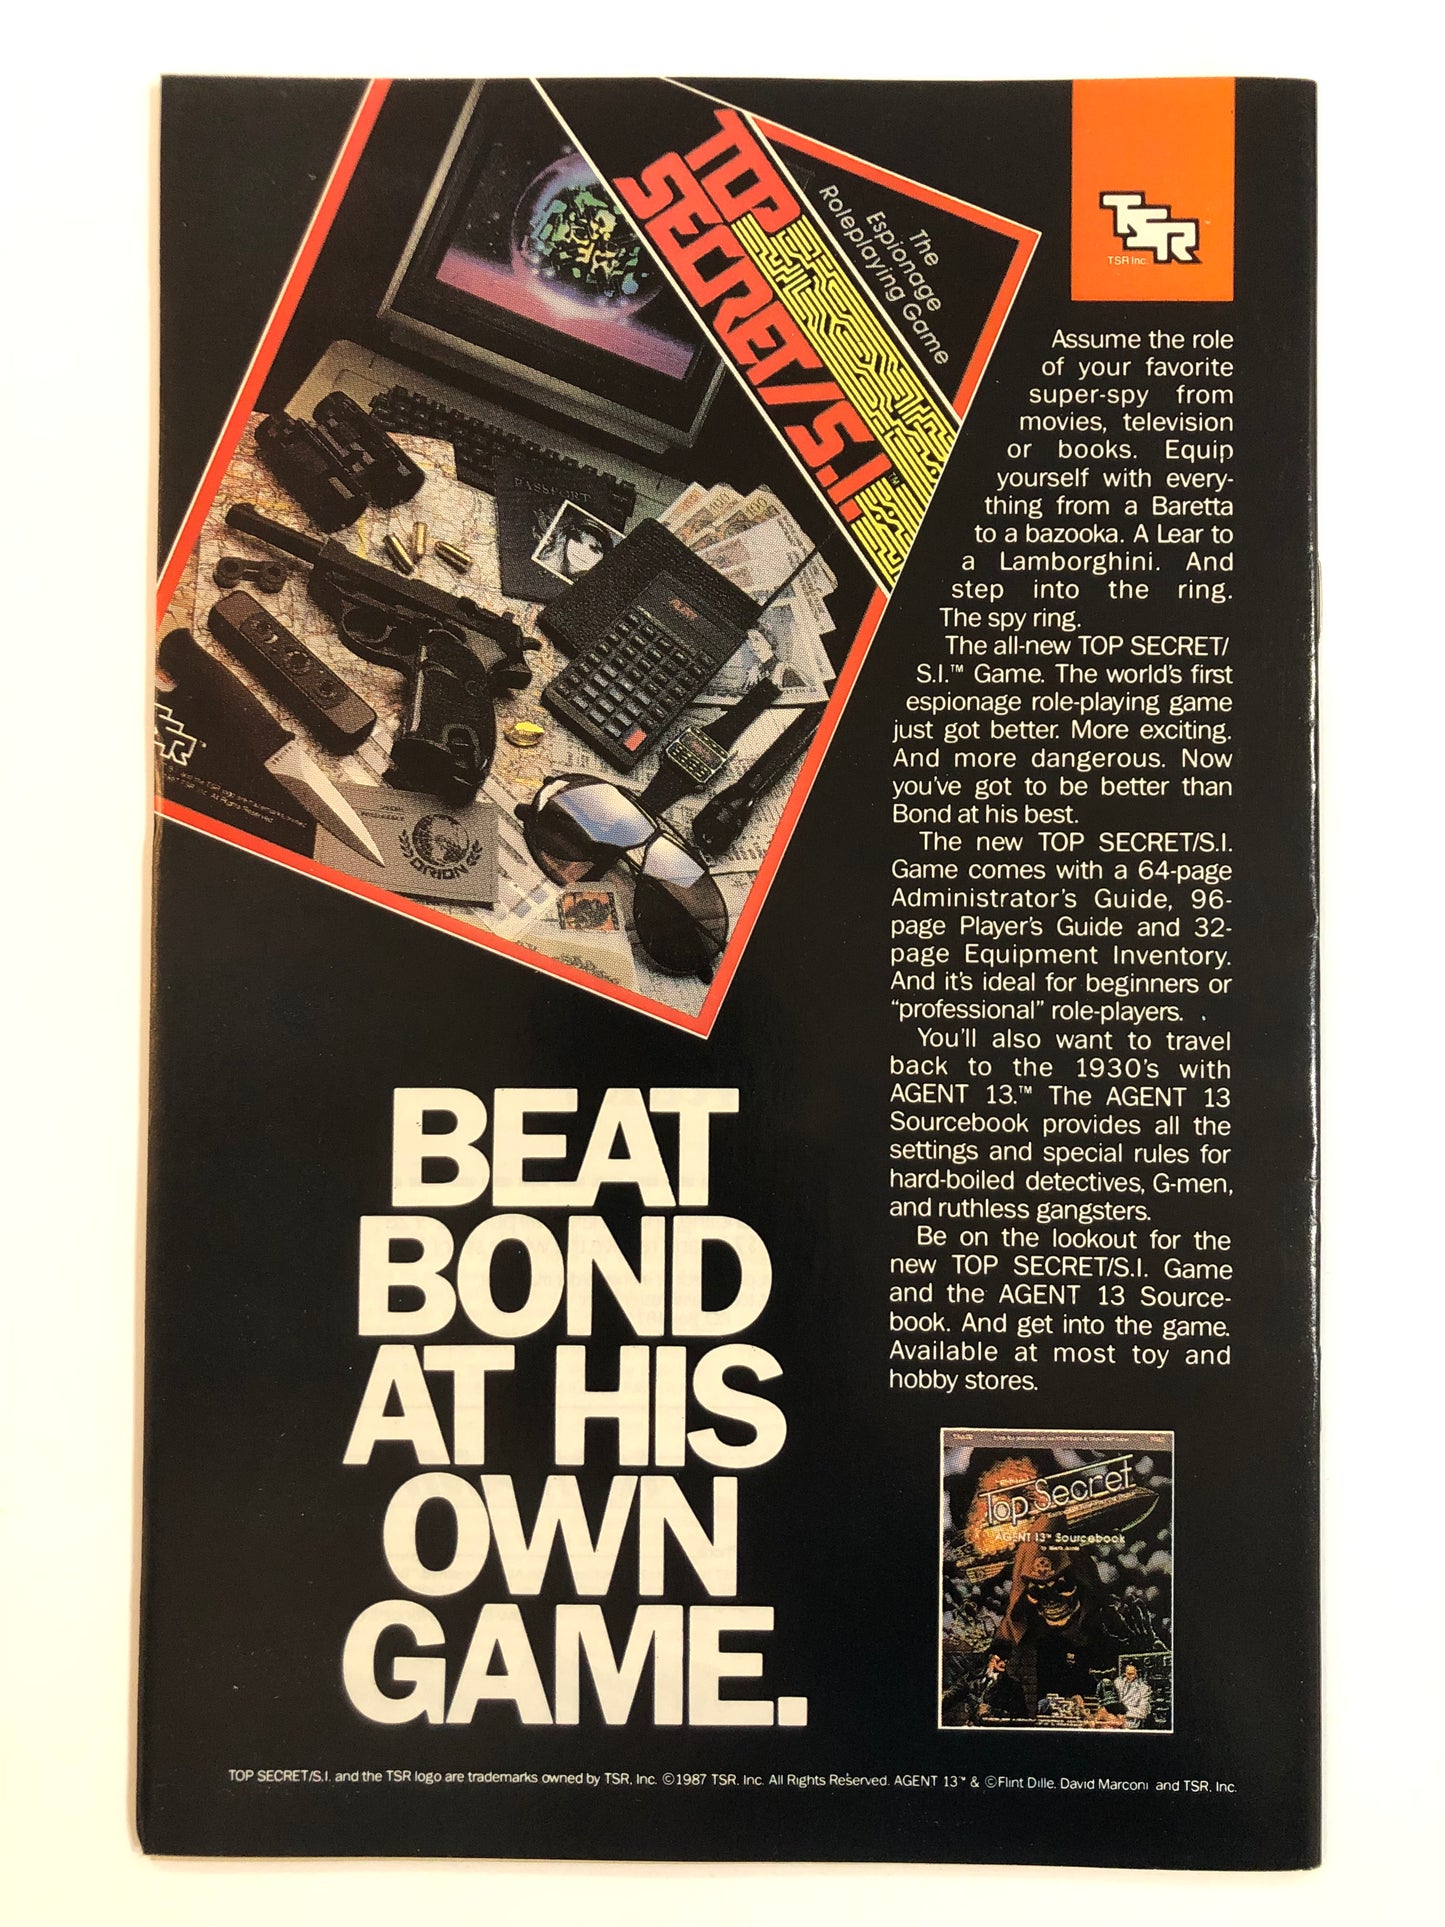 TOP
SECRET/S.I.™
The
Espionage
Roleplaying Game
PASSPORT
ORION
TSR
TSR Inc.
Assume the role
of your favorite
super-spy from
movies, television
or books. Equip
yourself with every-
thing from a Baretta
to a bazooka. A Lear to
a Lamborghini. And
step into the ring.
The spy ring.
The all-new TOP SECRET/
S.I.™ Game. The world's first
espionage role-playing game
just got better. More exciting.
And more dangerous. Now
you've got to be better than
Bond at his best.
The new TOP SECRET/S.I.
Game comes with a 64-page
Administrator's Guide, 96-
page Player's Guide and 32-
page Equipment Inventory.
And it's ideal for beginners or
"professional" role-players.
You'll also want to travel
back to the 1930's with
AGENT 13.™ The AGENT 13
Sourcebook provides all the
settings and special rules for
hard-boiled detectives, G-men,
and ruthless gangsters.
Be on the lookout for the
new TOP SECRET/S.I. Game
and the AGENT 13 Source-
book. And get into the game.
Available at most toy and
hobby stores.
BEAT
BOND
AT HIS
OWN
GAME.
Top Secret
AGENT 13™ Sourcebook
TOP SECRET/S.I. and the TSR logo are trademarks owned by TSR, Inc. ©1987 TSR, Inc. All Rights Reserved. AGENT 13™ & ©Flint Dille, David Marconi and TSR, Inc.